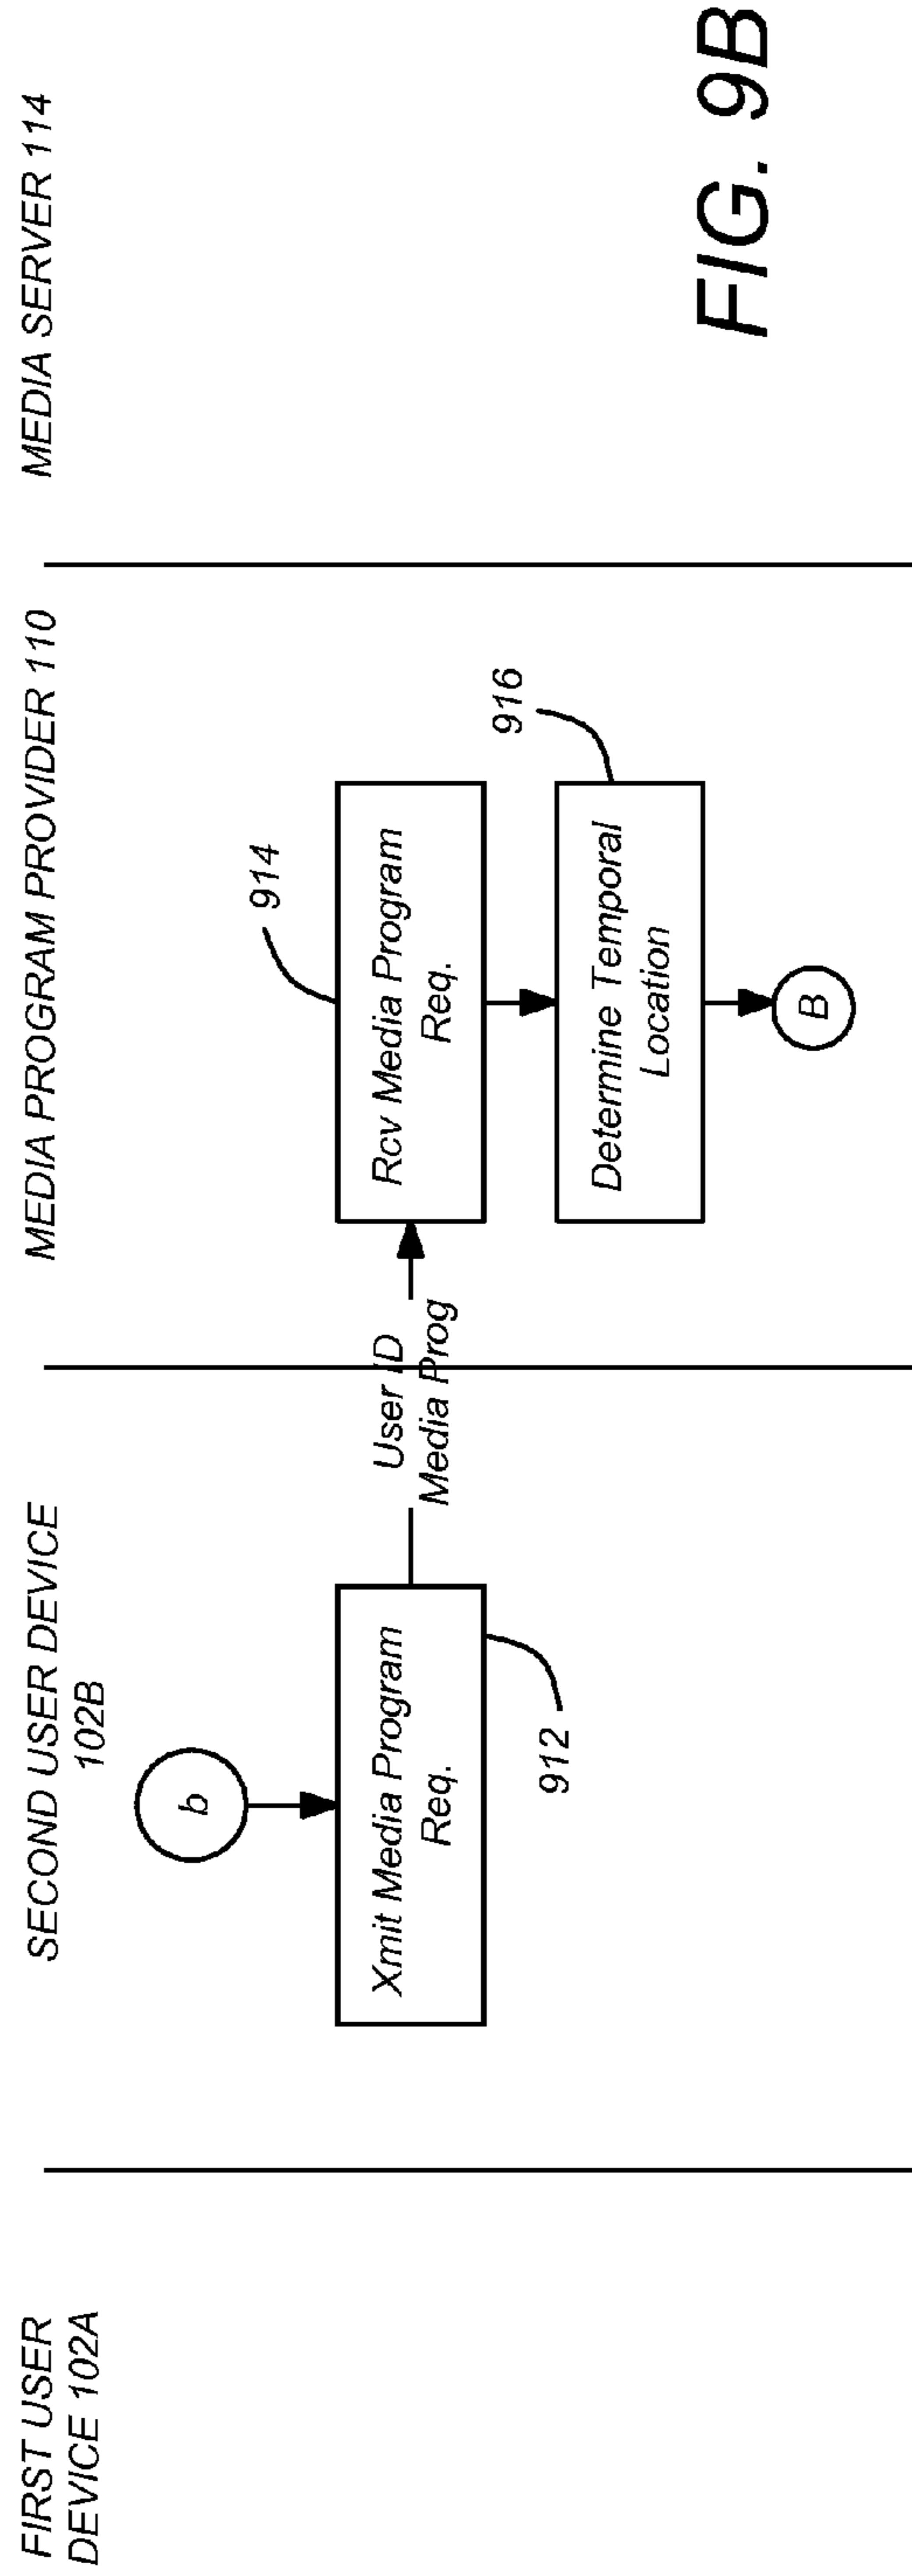 FIRST USER
DEVICE 102A
SECOND USER DEVICE
102B
MEDIA PROGRAM PROVIDER 110
MEDIA SERVER 114
b
Xmit Media Program
Req.
912
User ID
Media Prog
914
Rcv Media Program
Req.
916
Determine Temporal
Location
B
FIG. 9B